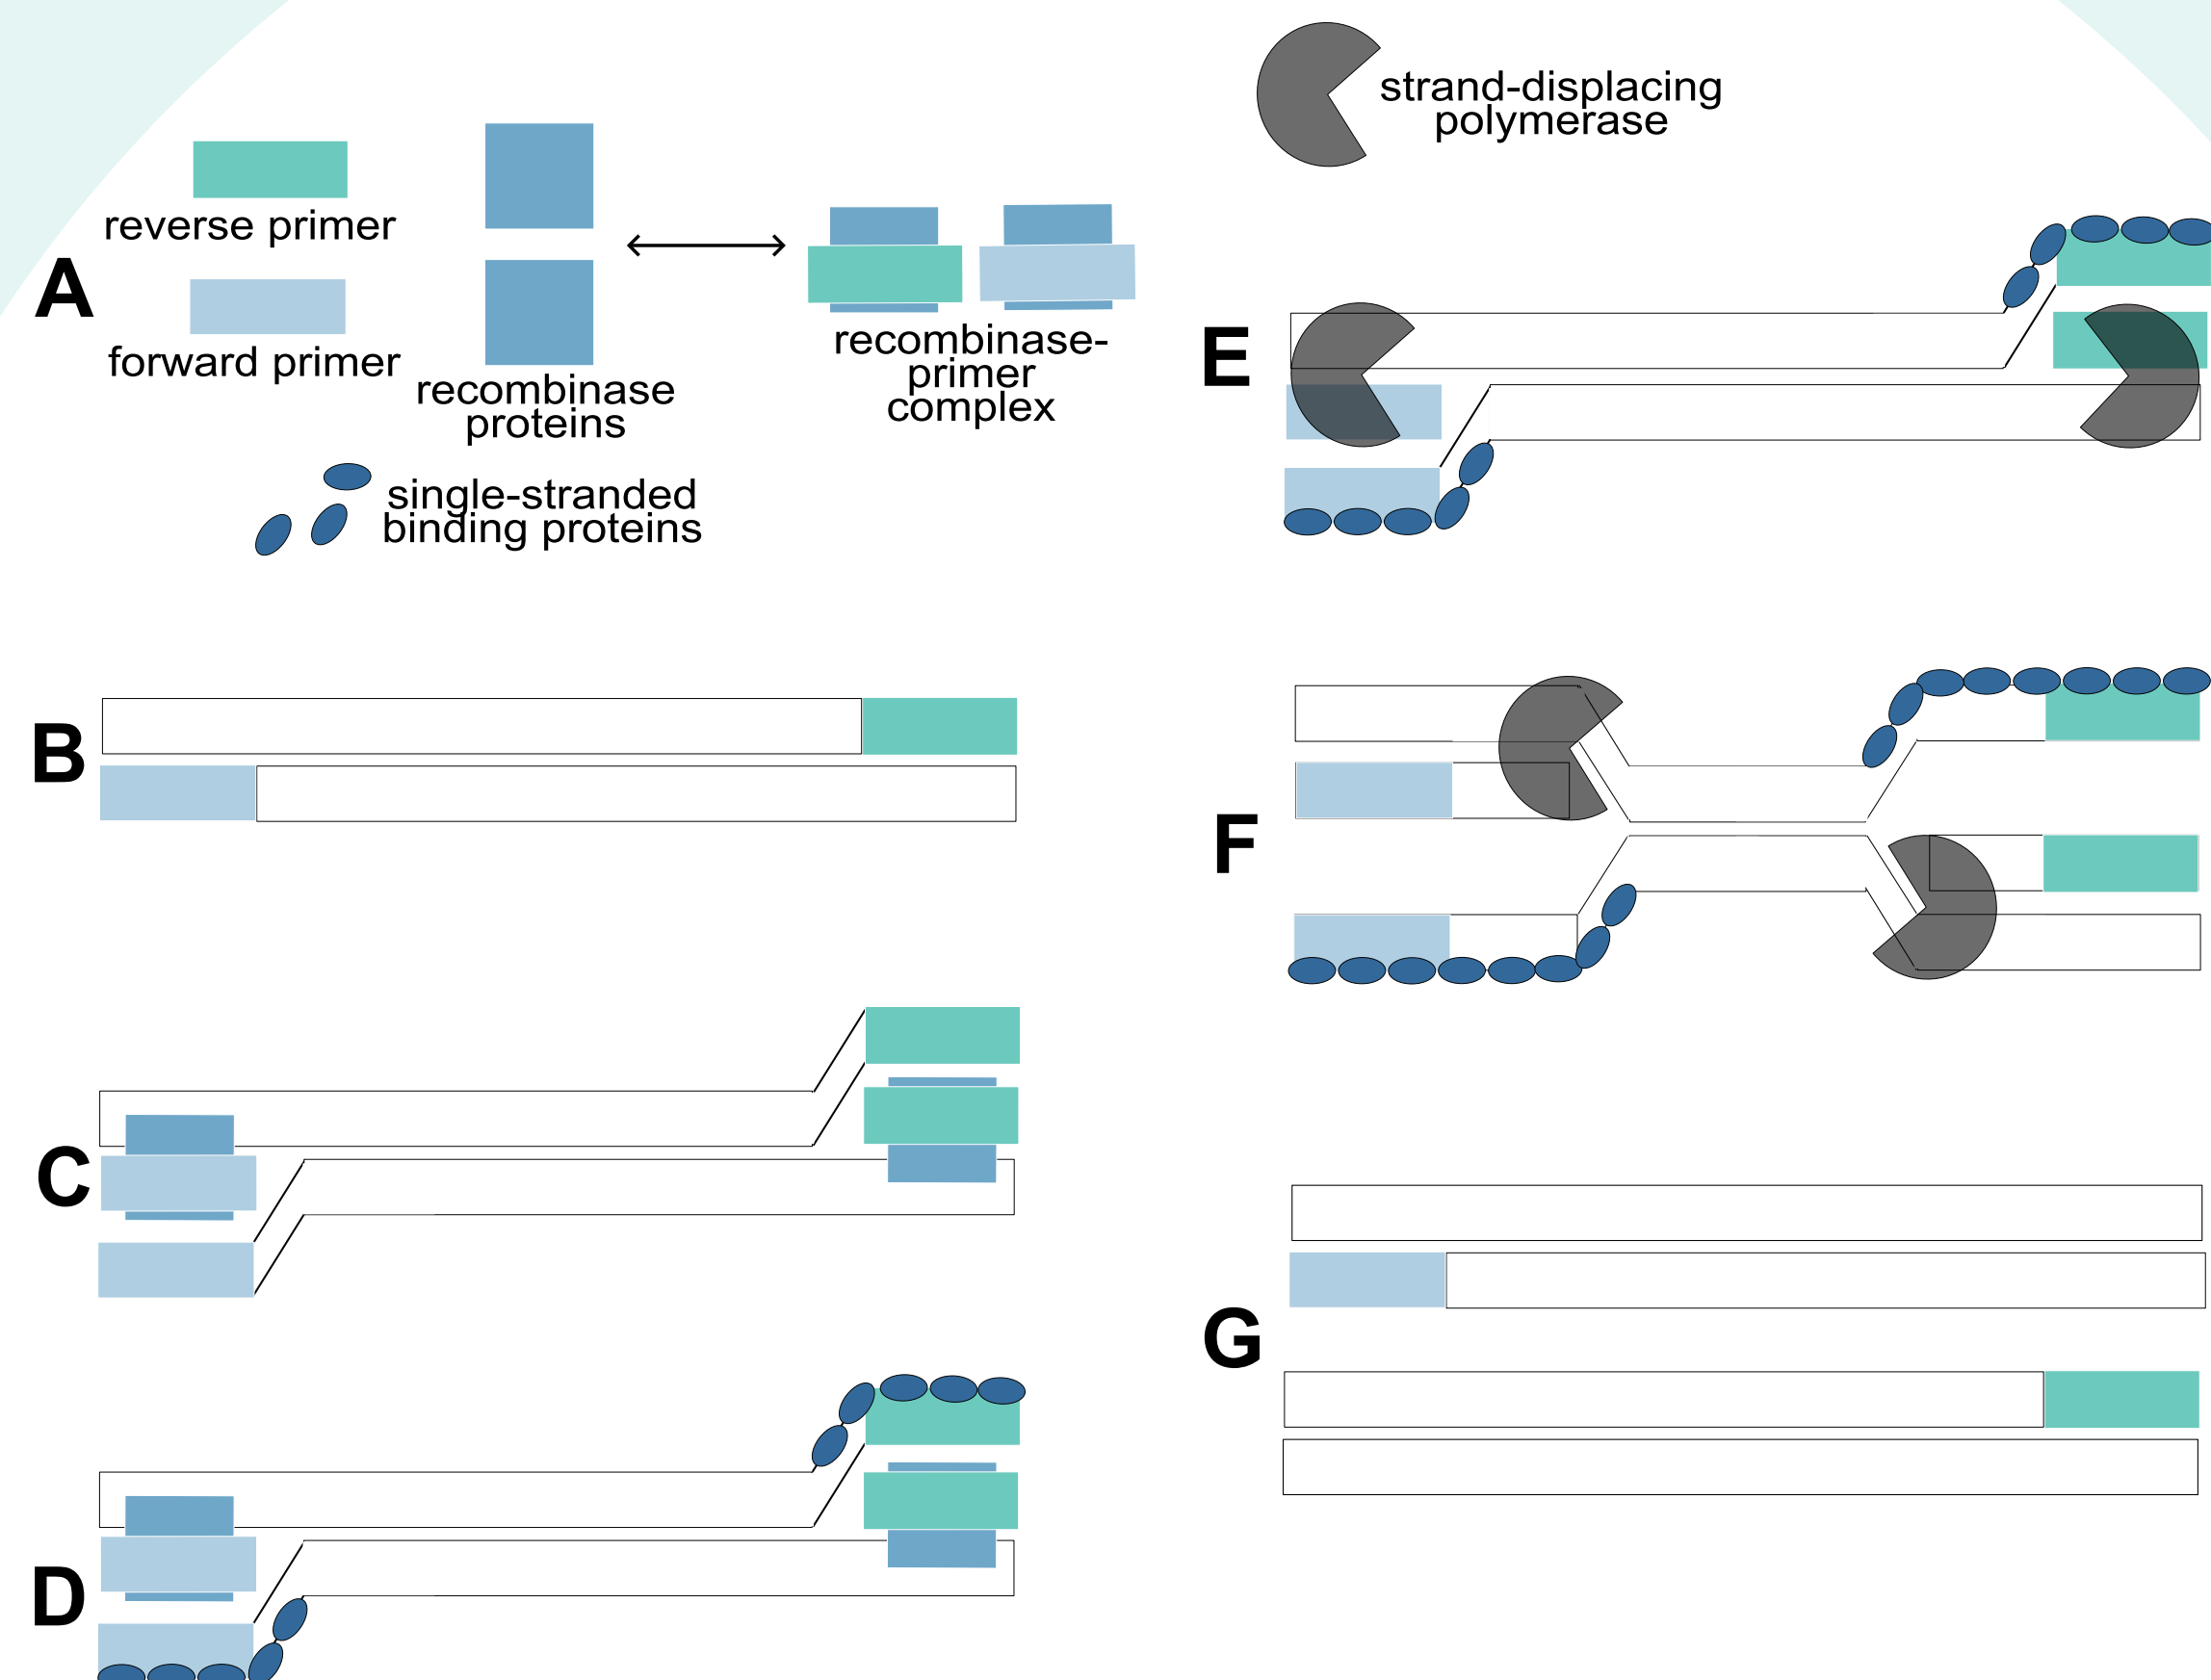 A
reverse primer
forward primer
recombinase
proteins
recombinase-
primer
complex
single-stranded
binding proteins
B
C
D
strand-displacing
polymerase
E
F
G